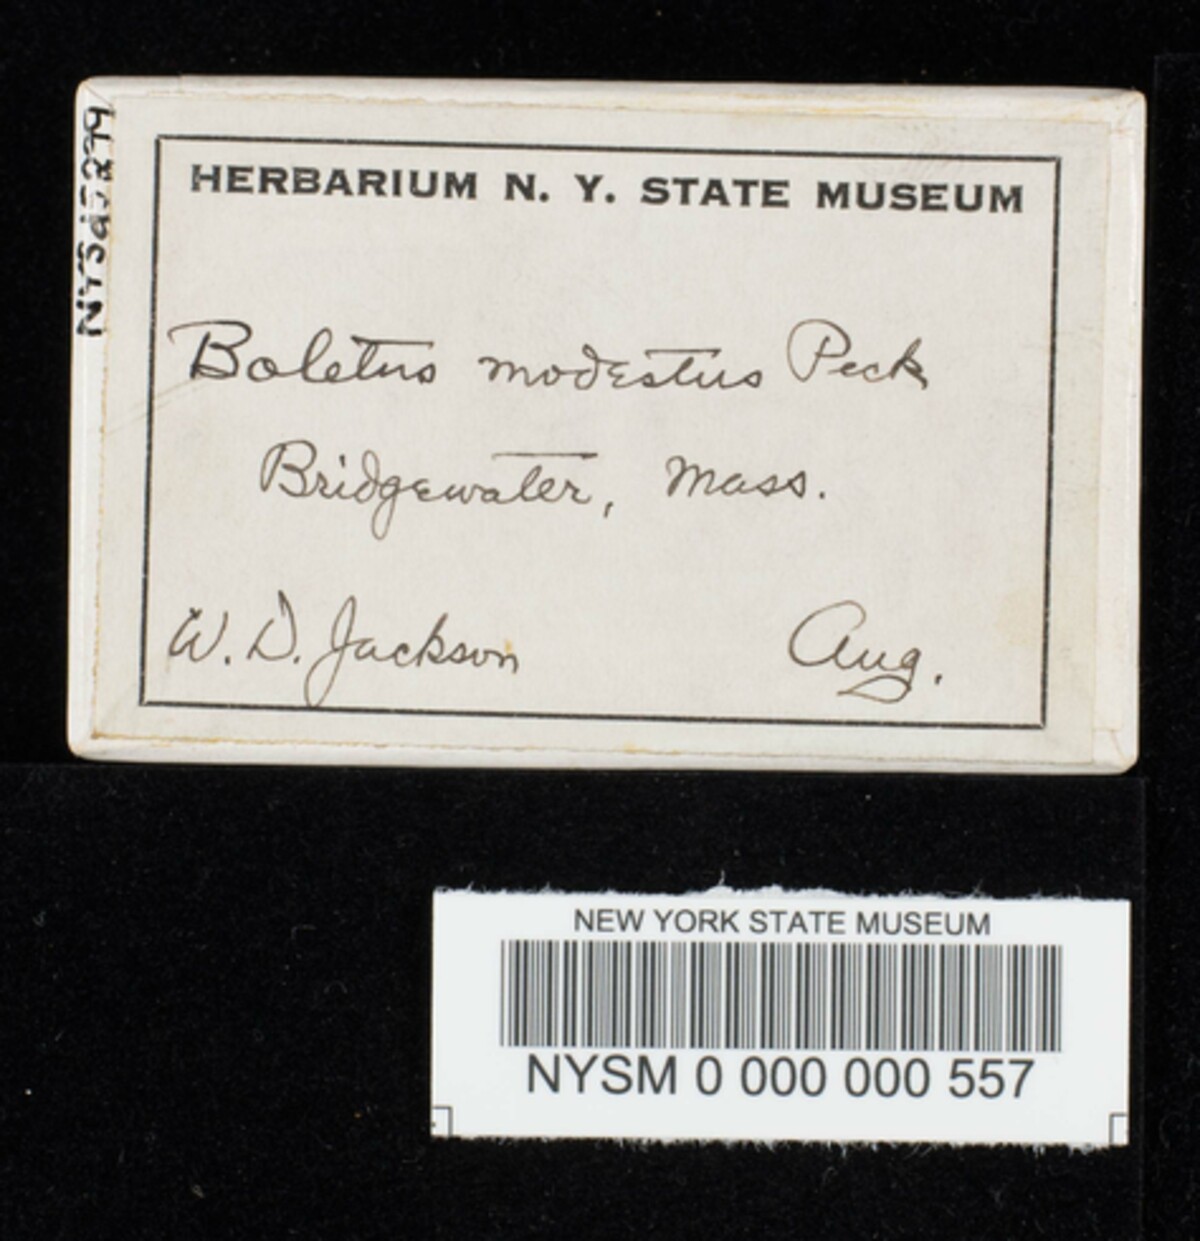 HERBARIUM N. Y. STATE MUSEUM
Boletus modestus Peck
Bridgewater, Mass.
W. D. Jackson Aug.
NEW YORK STATE MUSEUM
NYSM 0 000 000 557